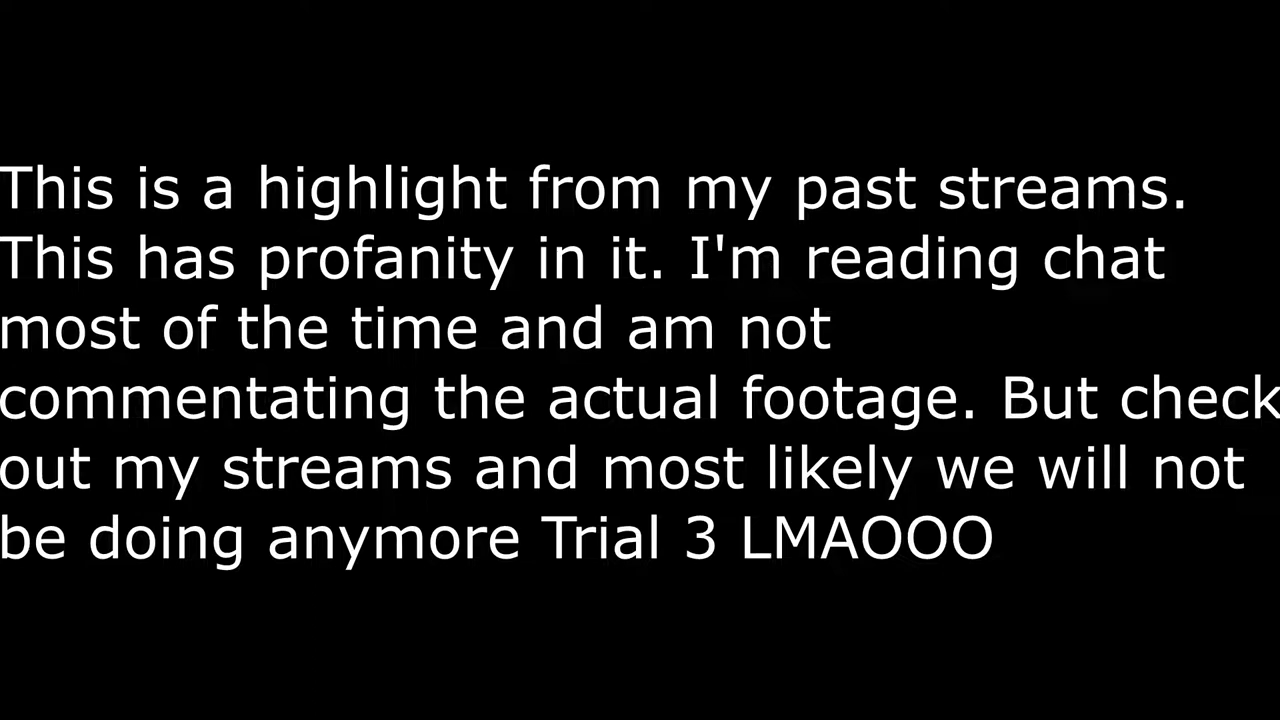 This is a highlight from my past streams.
This has profanity in it. I'm reading chat
most of the time and am not
commentating the actual footage. But check
out my streams and most likely we will not
be doing anymore Trial 3 LMAOOO